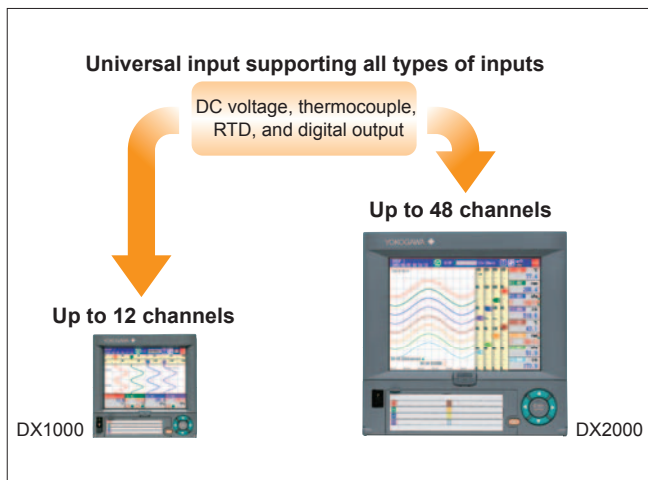 Universal input supporting all types of inputs
DC voltage, thermocouple,
RTD, and digital output
Up to 48 channels
YOKOGAWA
Up to 12 channels
YOKOGAWA
DX1000
DX2000